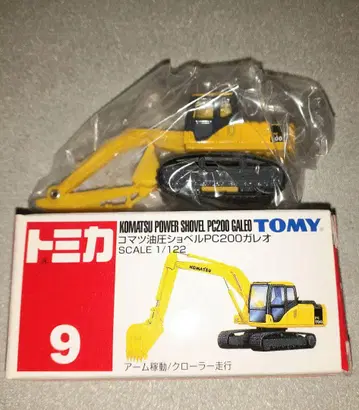 トミカ
KOMATSU POWER SHOVEL PC200 GALEO TOMY
コマツ油圧ショベルPC200ガレオ
SCALE 1/122
KOMATSU
9
アーム稼動/クローラー走行